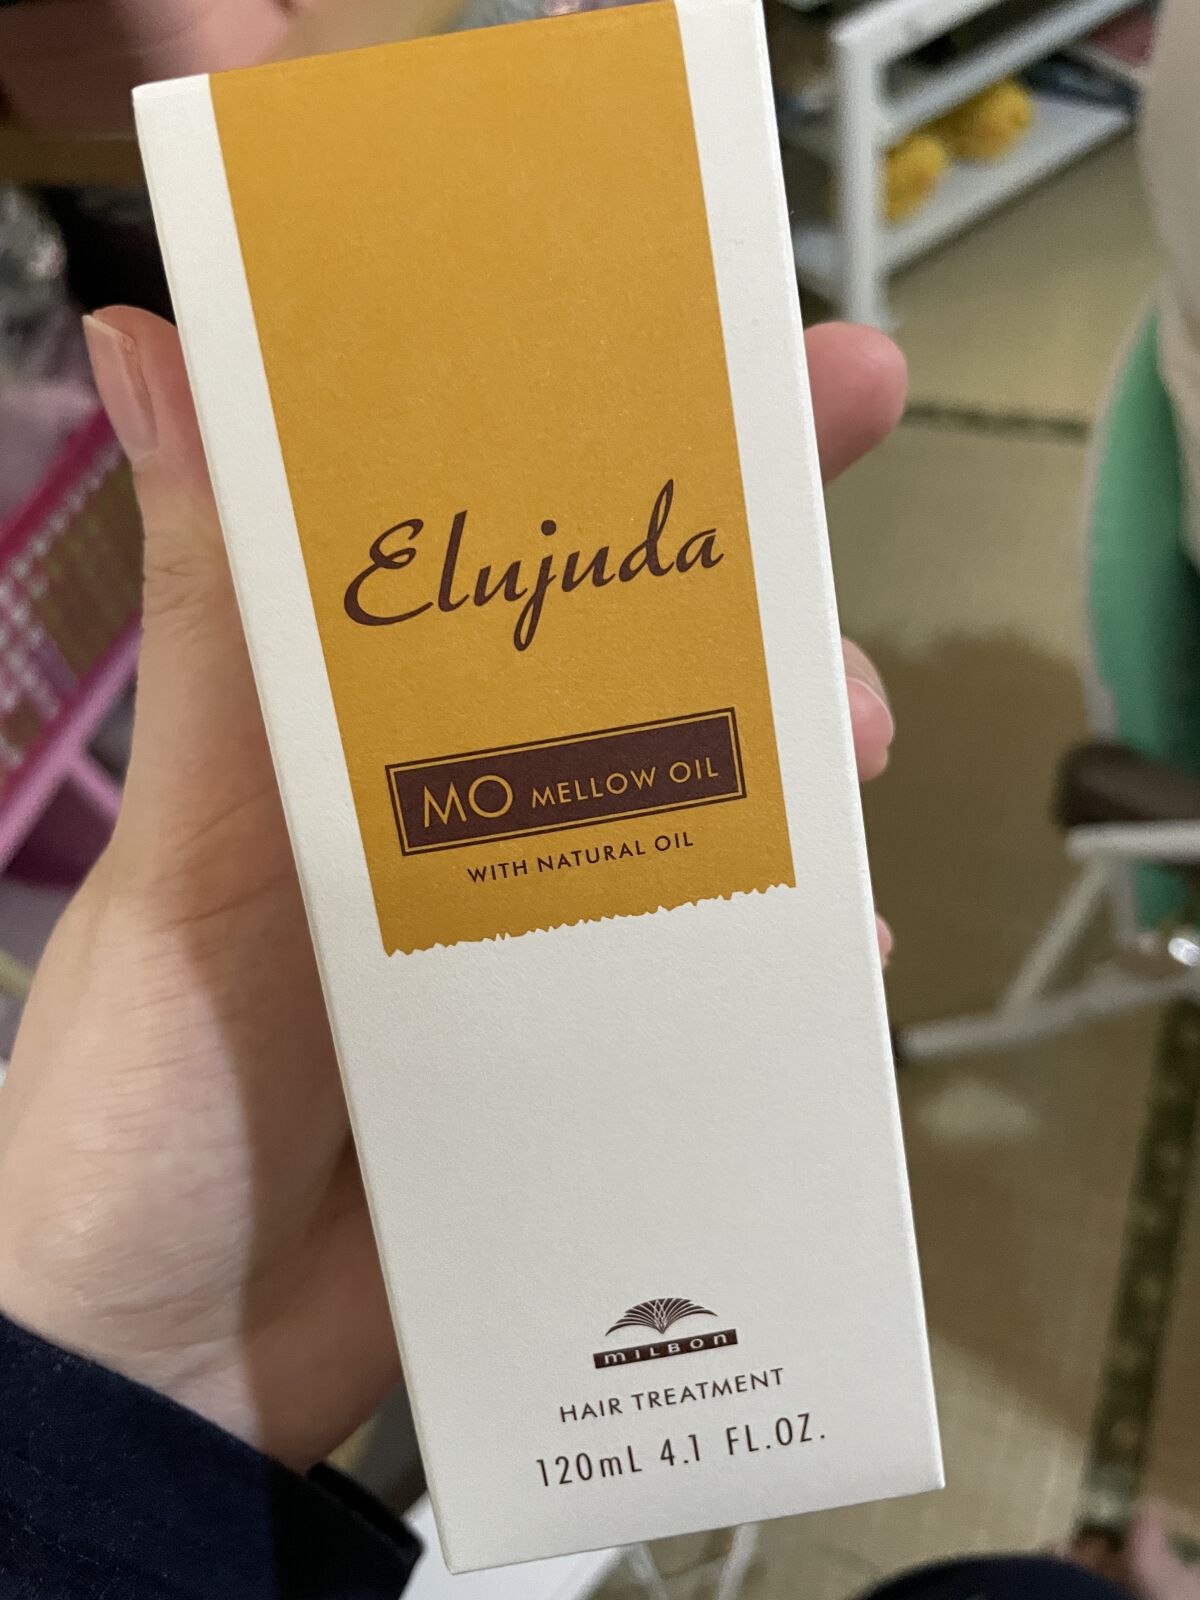 Elujuda
MO MELLOW OIL
WITH NATURAL OIL
MILBON
HAIR TREATMENT
120mL 4.1 FL.OZ.